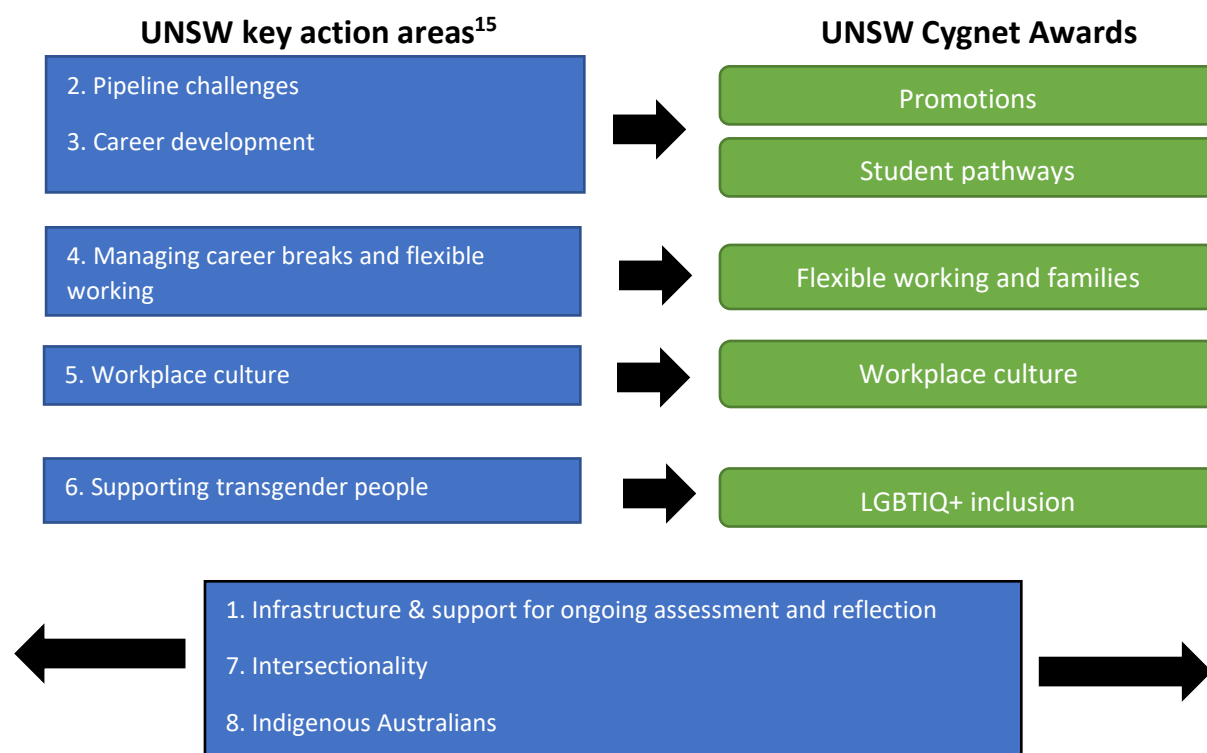 UNSW key action areas15
UNSW Cygnet Awards
2. Pipeline challenges
3. Career development
Promotions
Student pathways
4. Managing career breaks and flexible
working
Flexible working and families
5. Workplace culture
Workplace culture
6. Supporting transgender people
LGBTIQ+ inclusion
1. Infrastructure & support for ongoing assessment and reflection
7. Intersectionality
8. Indigenous Australians